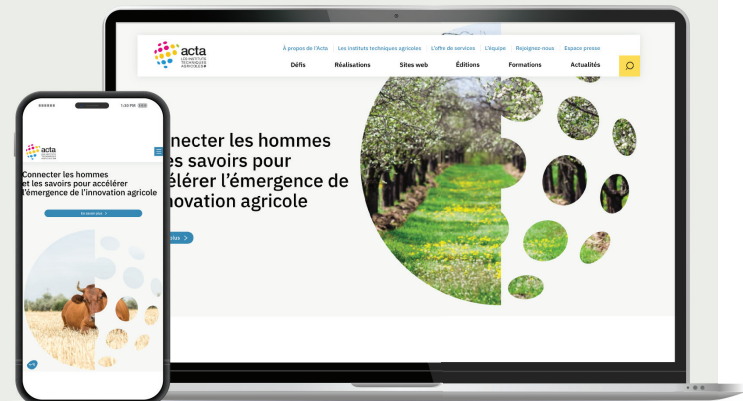 acta
LES INSTITUTS
TECHNIQUES
AGRICOLES
À propos de l'Acta
Les instituts techniques agricoles
L'offre de services
L'équipe
Rejoignez-nous
Espace presse
Défis
Réalisations
Sites web
Éditions
Formations
Actualités
nnecter les hommes
es savoirs pour
élérer l'émergence de
novation agricole
plus >
1:20 PM
acta
Connecter les hommes
et les savoirs pour accélérer
l'émergence de l'innovation agricole
En savoir plus >